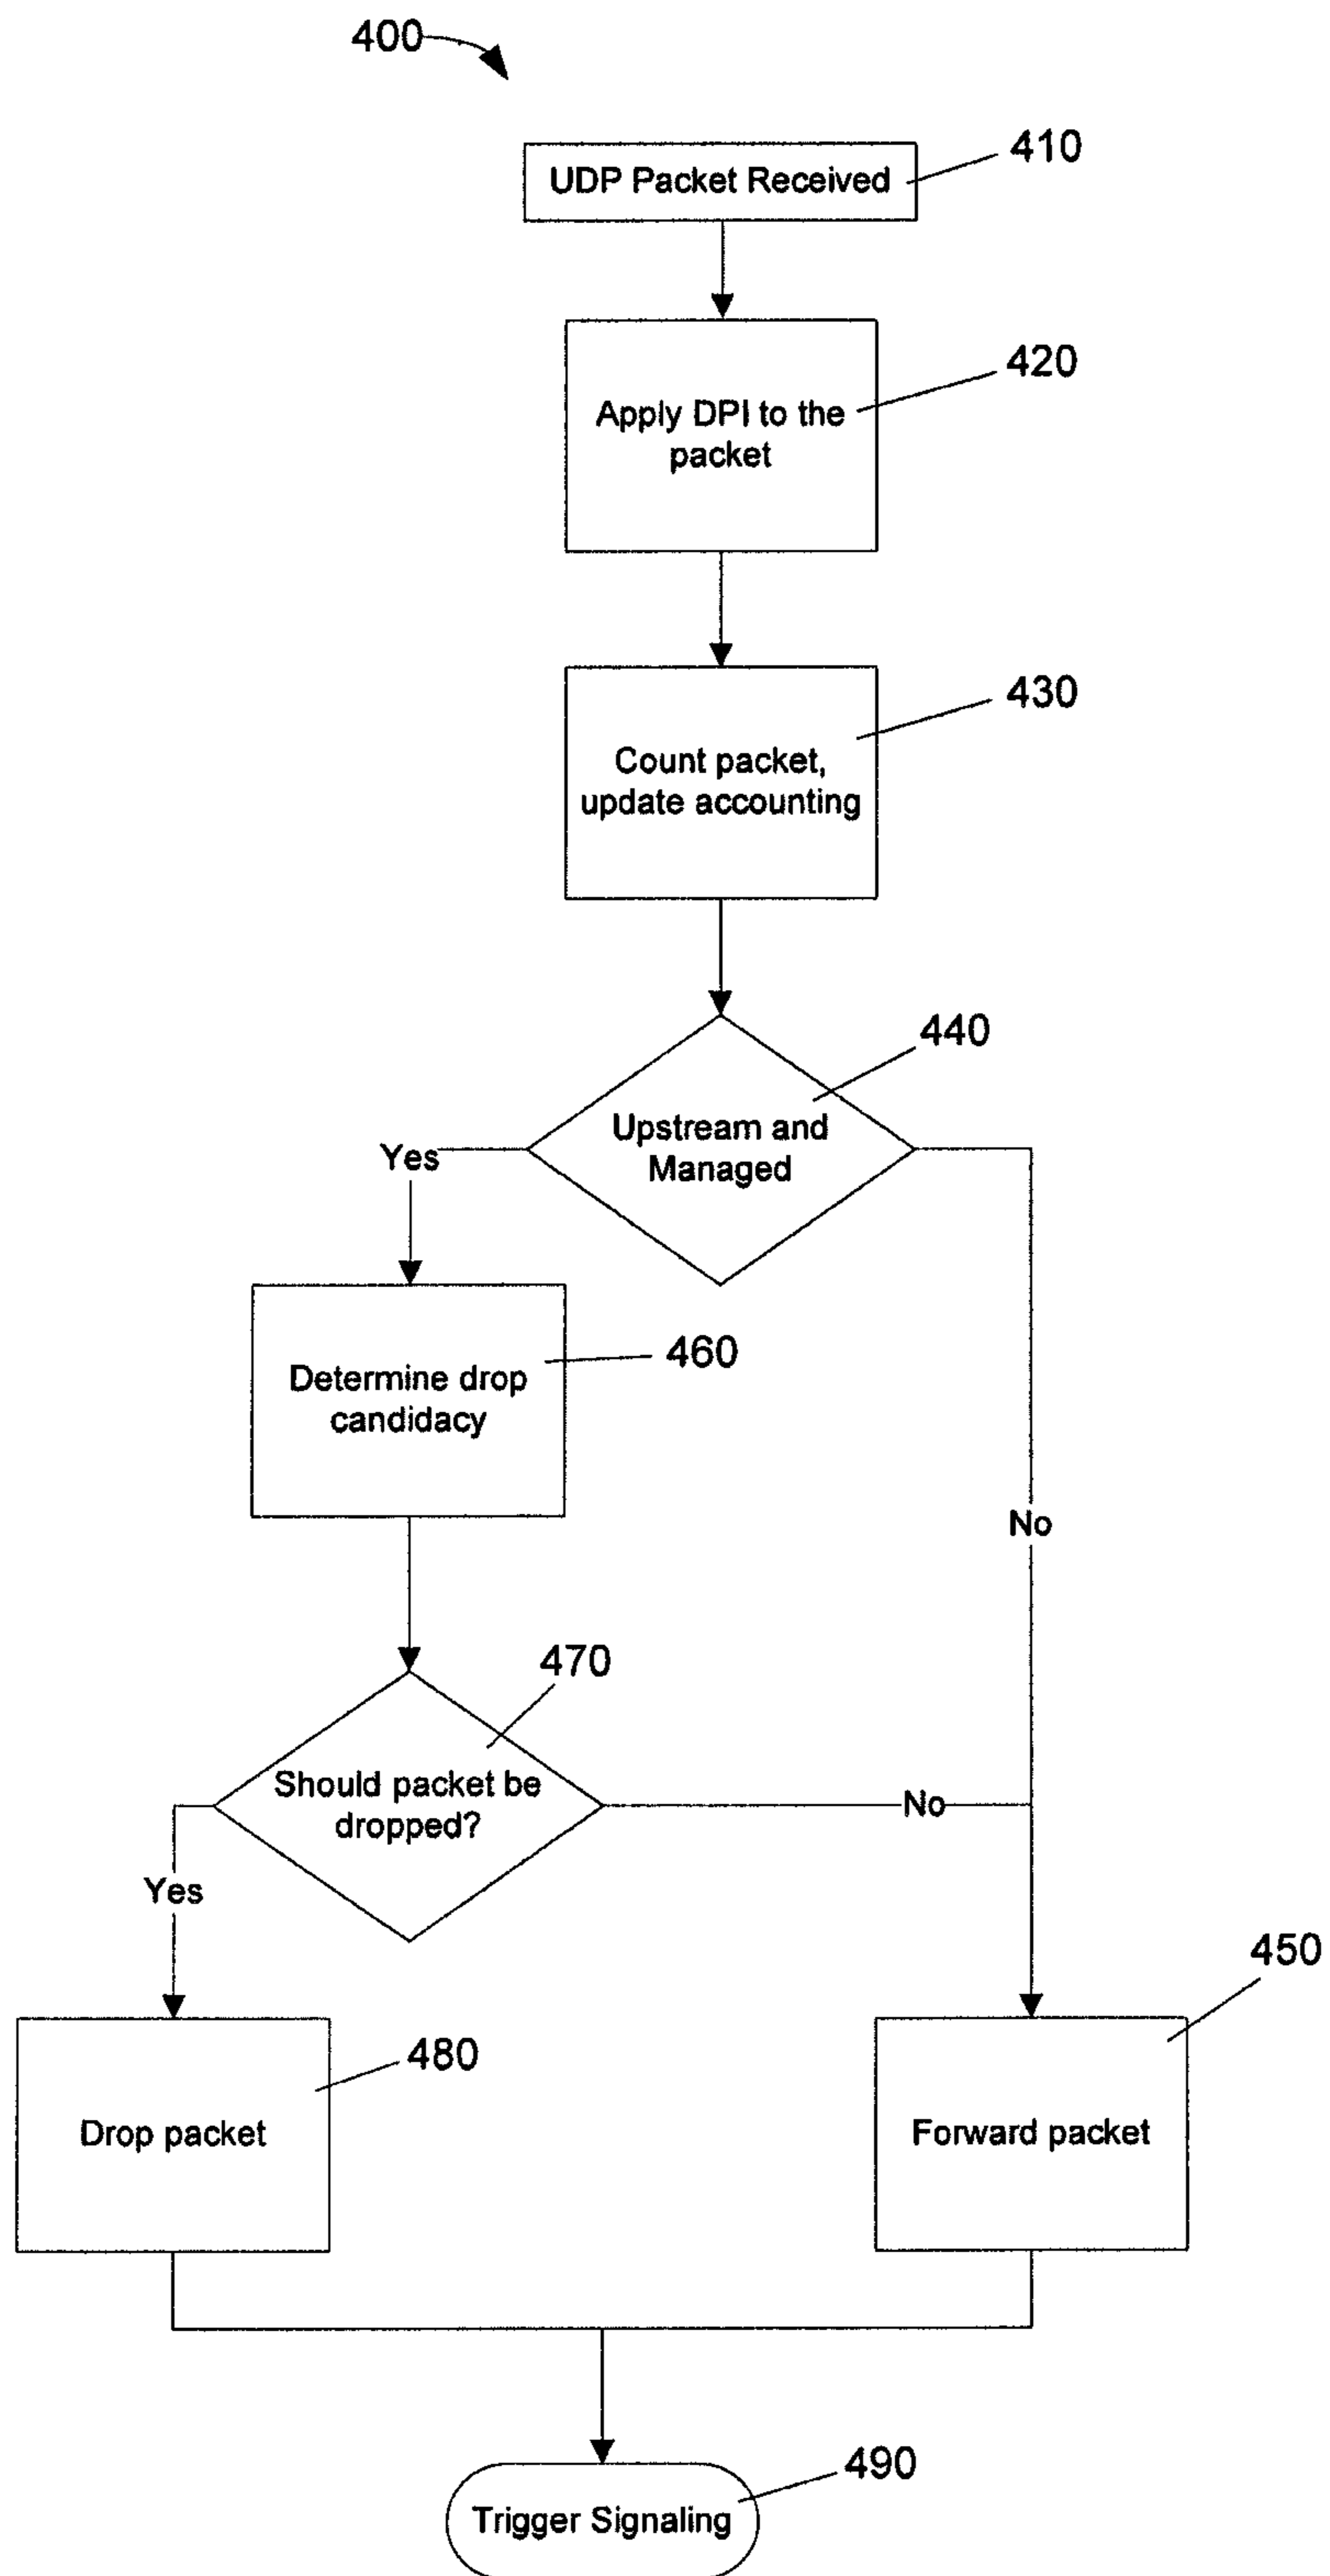 400
UDP Packet Received
410
Apply DPI to the
packet
420
Count packet,
update accounting
430
Upstream and
Managed
440
Yes
Determine drop
candidacy
460
No
Should packet be
dropped?
470
No
Yes
Drop packet
480
Forward packet
450
Trigger Signaling
490